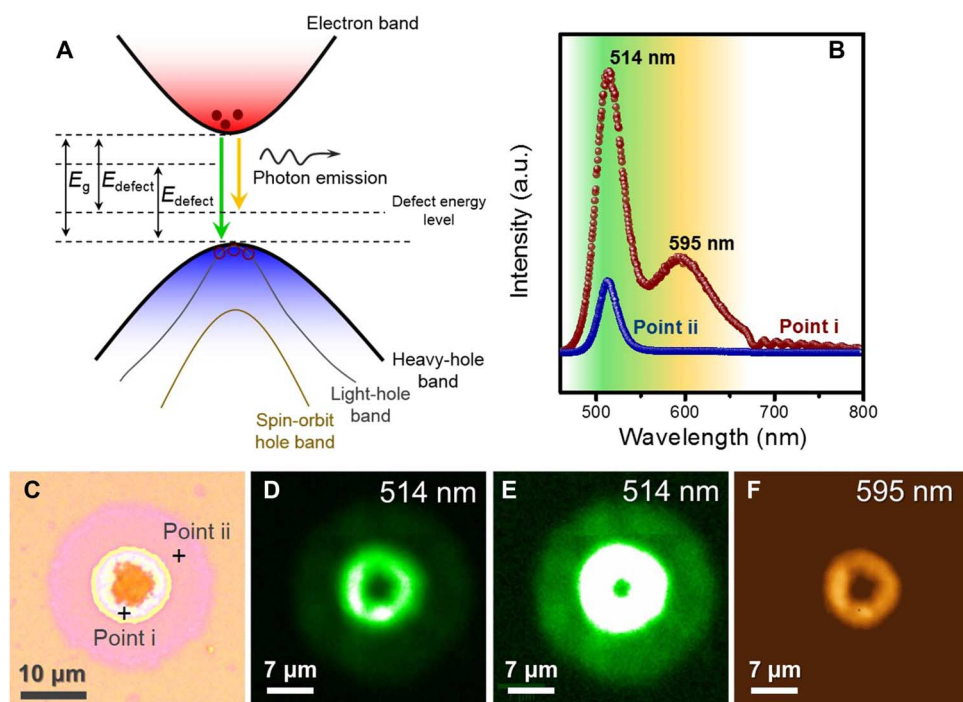 A
Electron band
E_g
E_defect
E_defect
Photon emission
Defect energy
level
Heavy-hole
band
Light-hole
band
Spin-orbit
hole band
B
514 nm
595 nm
Point ii
Point i
Intensity (a.u.)
500
600
700
800
Wavelength (nm)
C
Point ii
Point i
10 μm
D
514 nm
7 μm
E
514 nm
7 μm
F
595 nm
7 μm